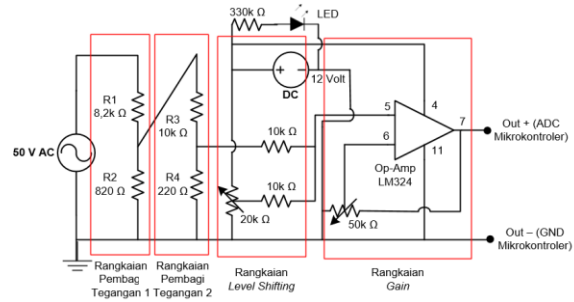 330k Ω
LED
12 Volt
DC
R1
8,2k Ω
R3
10k Ω
50 V AC
R2
820 Ω
R4
220 Ω
10k Ω
10k Ω
20k Ω
5
6
4
7
11
Op-Amp
LM324
50k Ω
Out + (ADC
Mikrokontroler)
Out – (GND
Mikrokontroler)
Rangkaian
Pembag
Tegangan 1
Rangkaian
Pembagi
Tegangan 2
Rangkaian
Level Shifting
Rangkaian
Gain